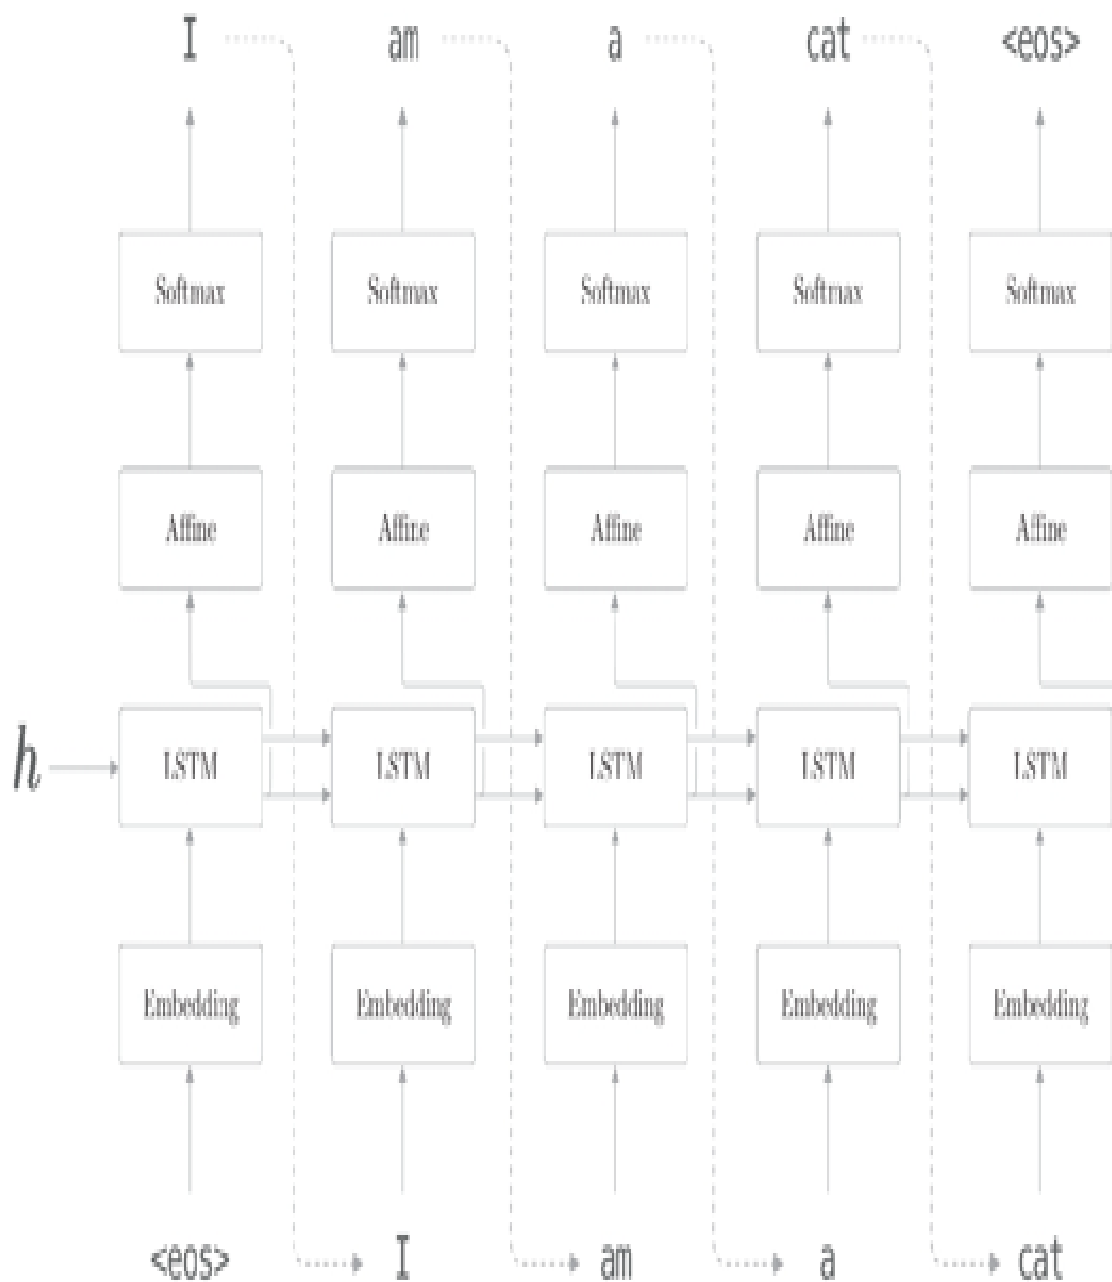 I am a cat <eos>
Softmax Softmax Softmax Softmax Softmax
Affine Affine Affine Affine Affine
h LSTM LSTM LSTM LSTM LSTM
Embedding Embedding Embedding Embedding Embedding
<eos> I am a cat